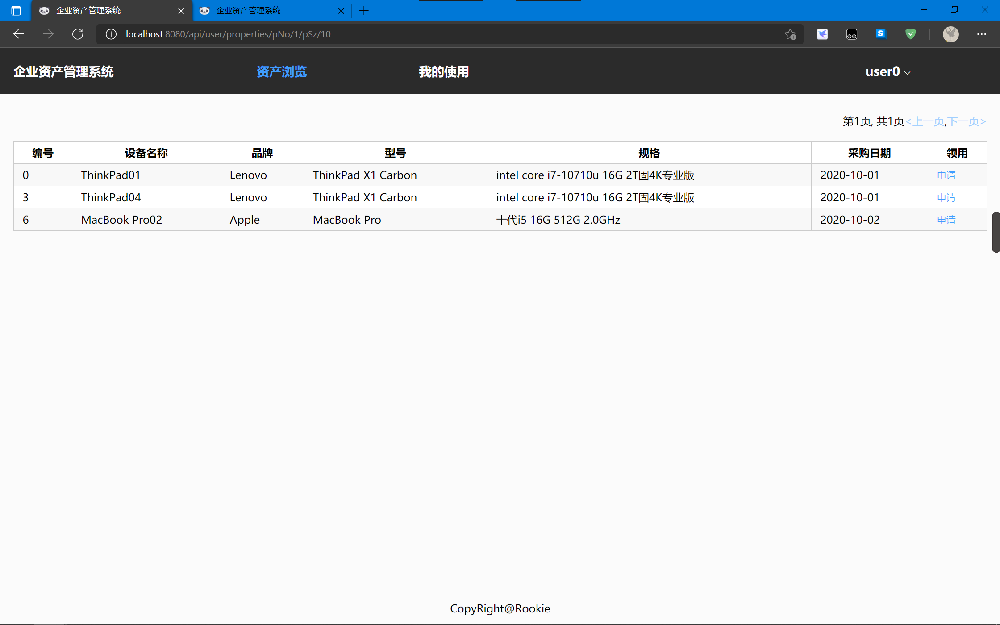 企业资产管理系统 企业资产管理系统
localhost:8080/api/user/properties/pNo/1/pSz/10
企业资产管理系统 资产浏览 我的使用 user0
第1页, 共1页<上一页,下一页>
编号 设备名称 品牌 型号 规格 采购日期 领用
0 ThinkPad01 Lenovo ThinkPad X1 Carbon intel core i7-10710u 16G 2T固4K专业版 2020-10-01 申请
3 ThinkPad04 Lenovo ThinkPad X1 Carbon intel core i7-10710u 16G 2T固4K专业版 2020-10-01 申请
6 MacBook Pro02 Apple MacBook Pro 十代i5 16G 512G 2.0GHz 2020-10-02 申请
CopyRight@Rookie